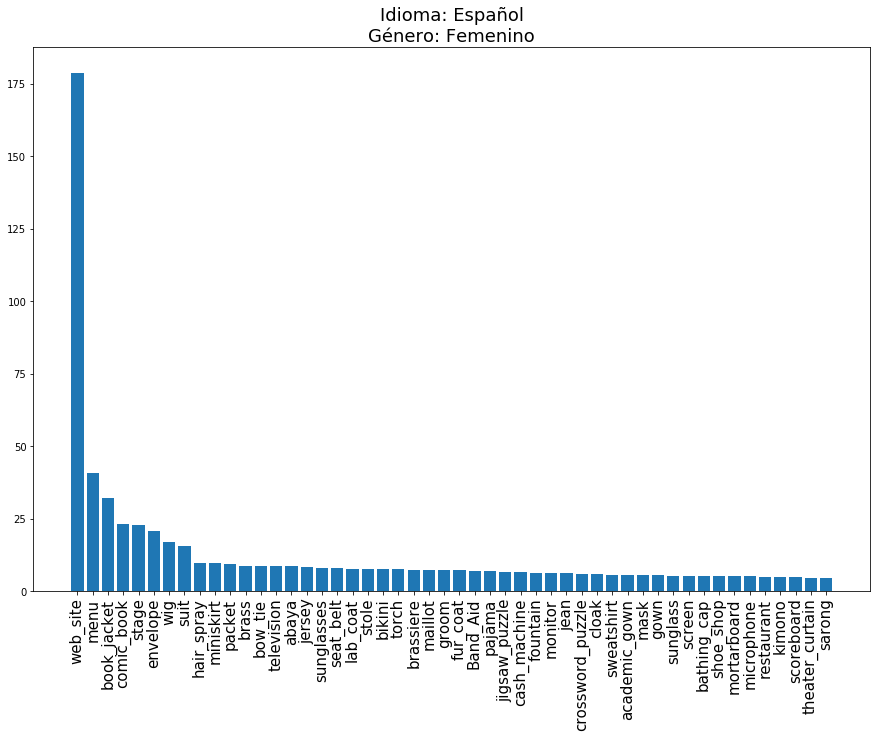 Idioma: Español
Género: Femenino
175
150
125
100
75
50
25
0
web_site
menu
book_jacket
comic_book
stage
envelope
wig
suit
hair_spray
miniskirt
packet
brass
bow_tie
television
abaya
jersey
sunglasses
seat_belt
lab_coat
stole
bikini
torch
brassiere
maillot
groom
fur_coat
Band_Aid
pajama
jigsaw_puzzle
cash_machine
fountain
monitor
jean
crossword_puzzle
cloak
sweatshirt
academic_gown
mask
gown
sunglass
screen
bathing_cap
shoe_shop
mortarboard
microphone
restaurant
kimono
scoreboard
theater_curtain
sarong